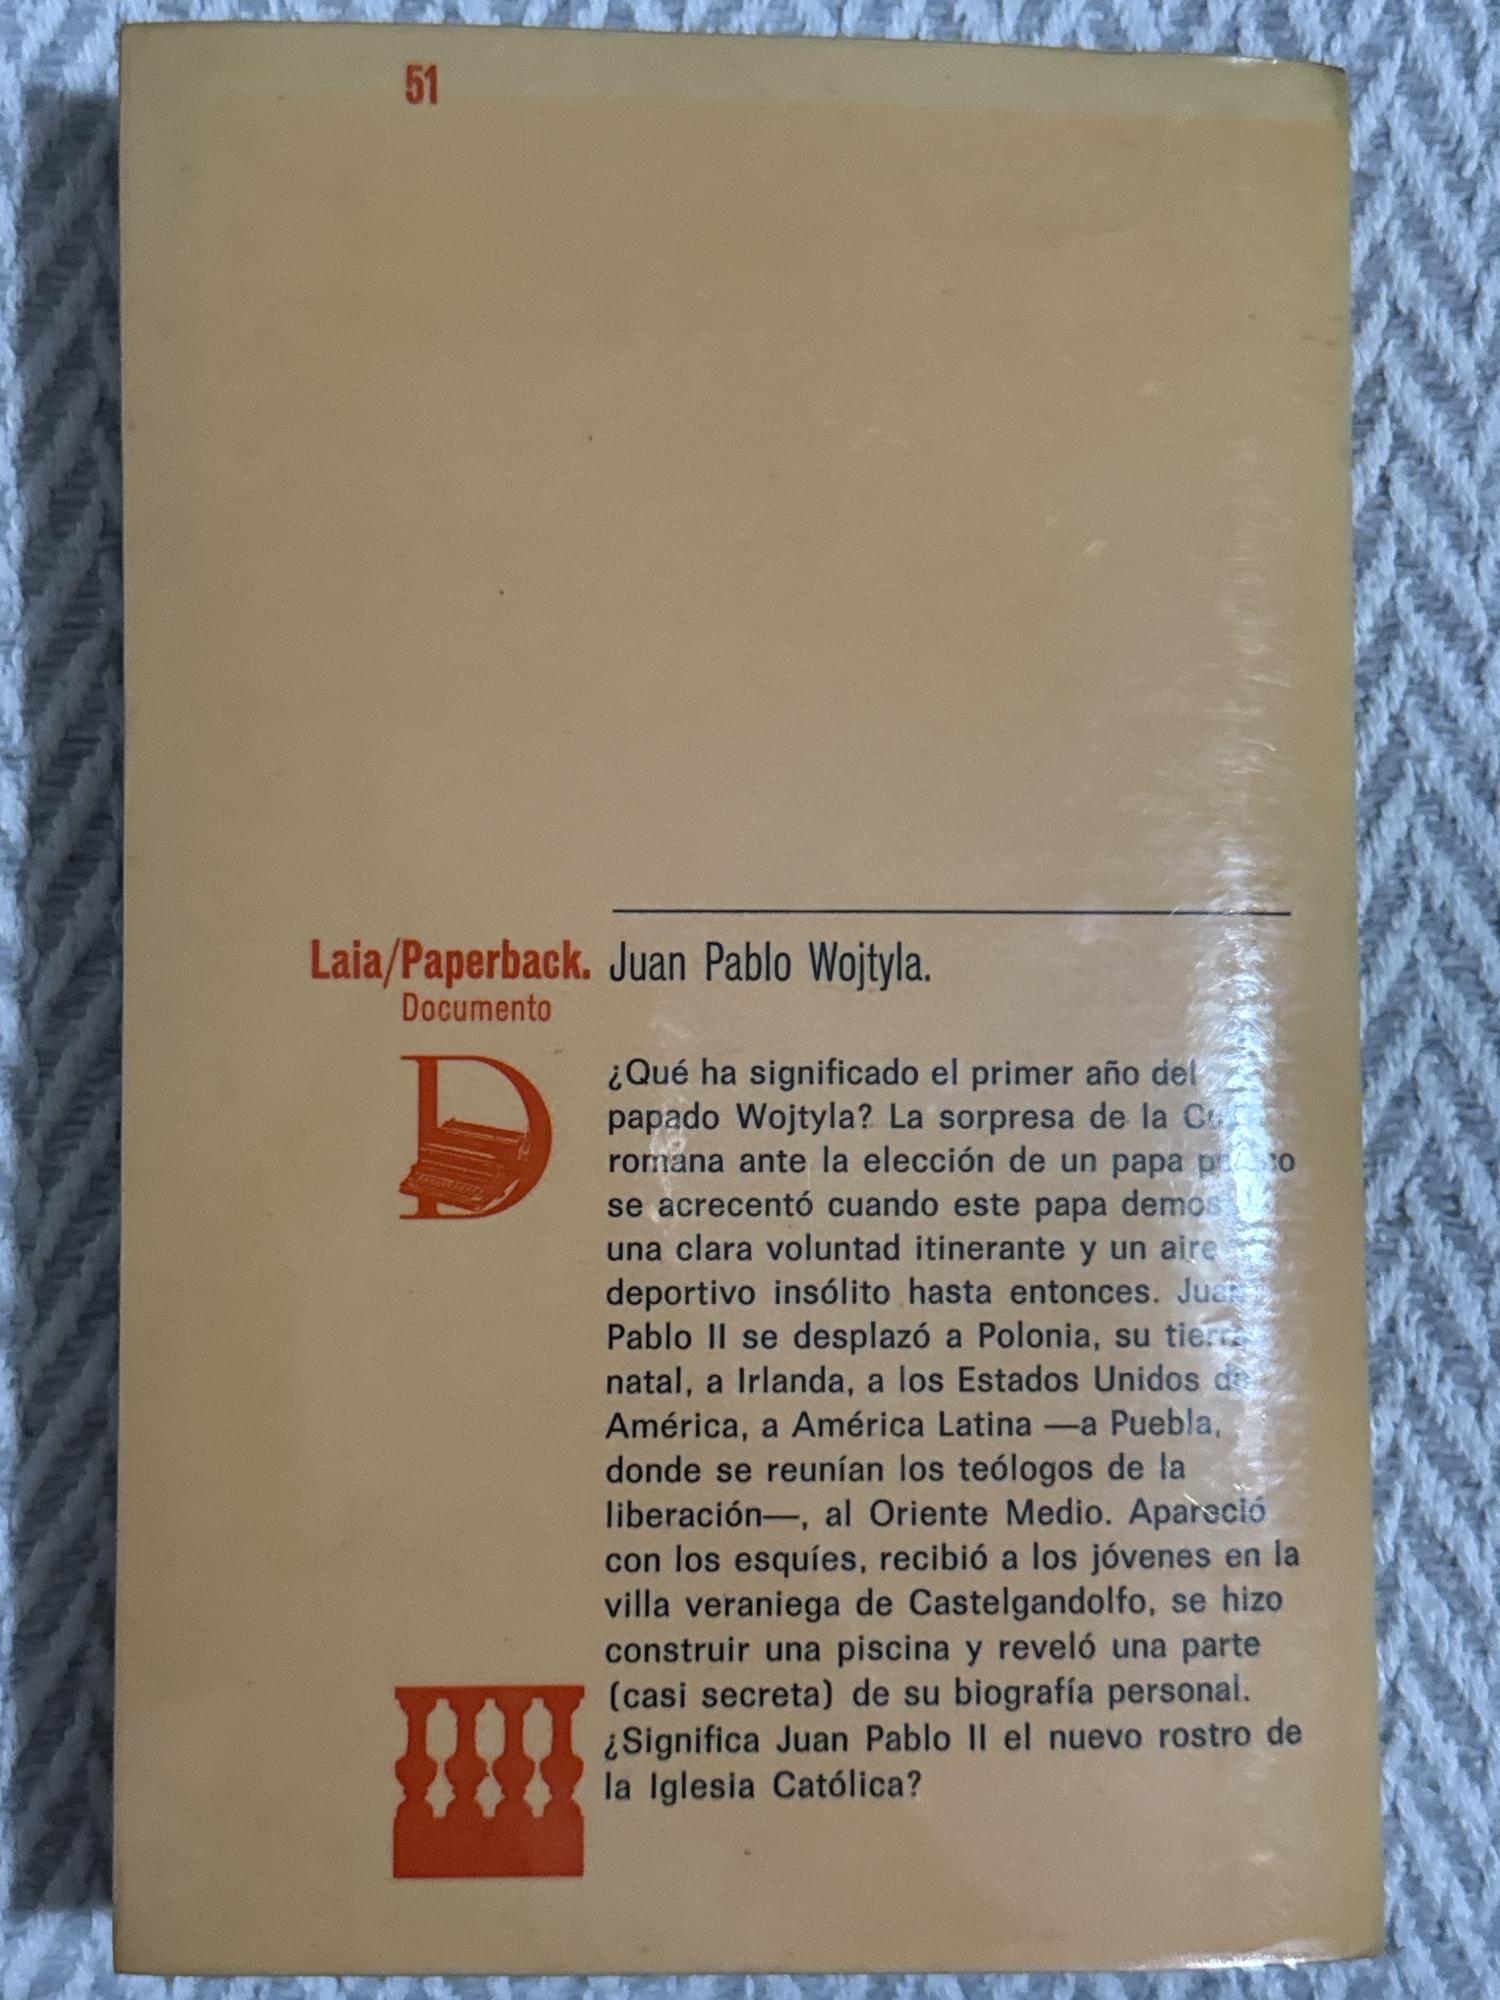 51
Laia/Paperback. Juan Pablo Wojtyla.
Documento
D
¿Qué ha significado el primer año del
papado Wojtyla? La sorpresa de la
romana ante la elección de un papa
se acrecentó cuando este papa
una clara voluntad itinerante y un aire
deportivo insólito hasta entonces. Juan
Pablo II se desplazó a Polonia, su tierra
natal, a Irlanda, a los Estados Unidos de
América, a América Latina —a Puebla,
donde se reunían los teólogos de la
liberación—, al Oriente Medio. Apareció
con los esquíes, recibió a los jóvenes en la
villa veraniega de Castelgandolfo, se hizo
construir una piscina y reveló una parte
(casi secreta) de su biografía personal.
¿Significa Juan Pablo II el nuevo rostro de
la Iglesia Católica?